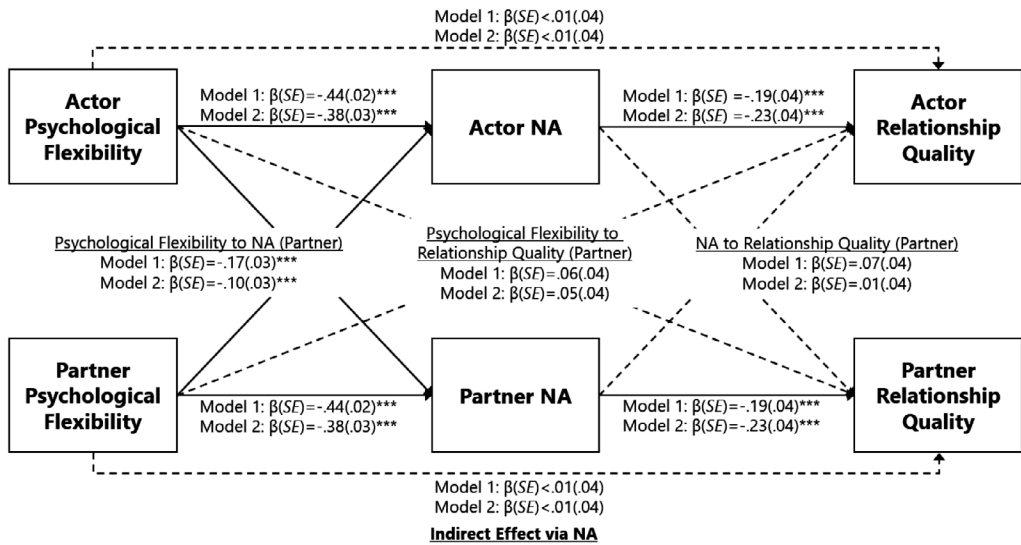 Model 1: β(SE)<.01(.04)
Model 2: β(SE)<.01(.04)
Actor
Psychological
Flexibility
Model 1: β(SE)=-.44(.02)***
Model 2: β(SE)=-.38(.03)***
Actor NA
Model 1: β(SE) =-.19(.04)***
Model 2: β(SE) =-.23(.04)***
Actor
Relationship
Quality
Psychological Flexibility to NA (Partner)
Model 1: β(SE)=-.17(.03)***
Model 2: β(SE)=-.10(.03)***
Psychological Flexibility to
Relationship Quality (Partner)
Model 1: β(SE)=.06(.04)
Model 2: β(SE)=.05(.04)
NA to Relationship Quality (Partner)
Model 1: β(SE)=.07(.04)
Model 2: β(SE)=.01(.04)
Partner
Psychological
Flexibility
Model 1: β(SE)=-.44(.02)***
Model 2: β(SE)=-.38(.03)***
Partner NA
Model 1: β(SE)=-.19(.04)***
Model 2: β(SE)=-.23(.04)***
Partner
Relationship
Quality
Model 1: β(SE)<.01(.04)
Model 2: β(SE)<.01(.04)
Indirect Effect via NA